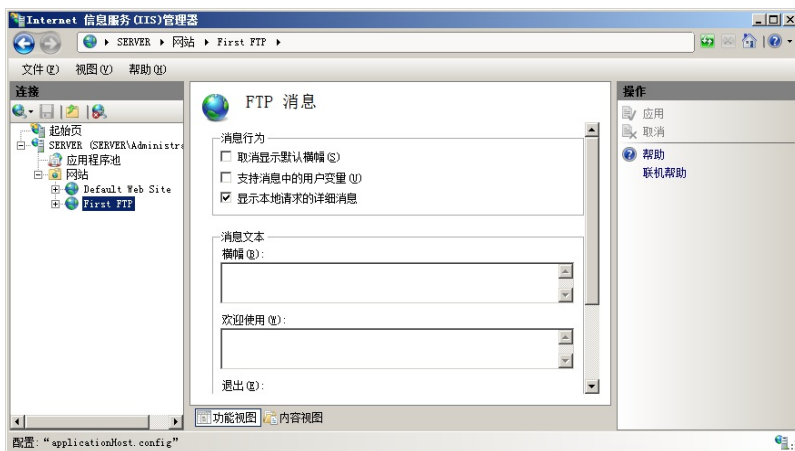 Internet 信息服务(IIS)管理器
SERVER 网站 First FTP
文件(F) 视图(V) 帮助(H)
连接
起始页
SERVER (SERVER\Administra
应用程序池
网站
Default Web Site
First FTP
FTP 消息
消息行为
取消显示默认横幅(S)
支持消息中的用户变量(U)
显示本地请求的详细消息
消息文本
横幅(B):
欢迎使用(W):
退出(E):
功能视图 内容视图
操作
应用
取消
帮助
联机帮助
配置:“applicationHost.config”